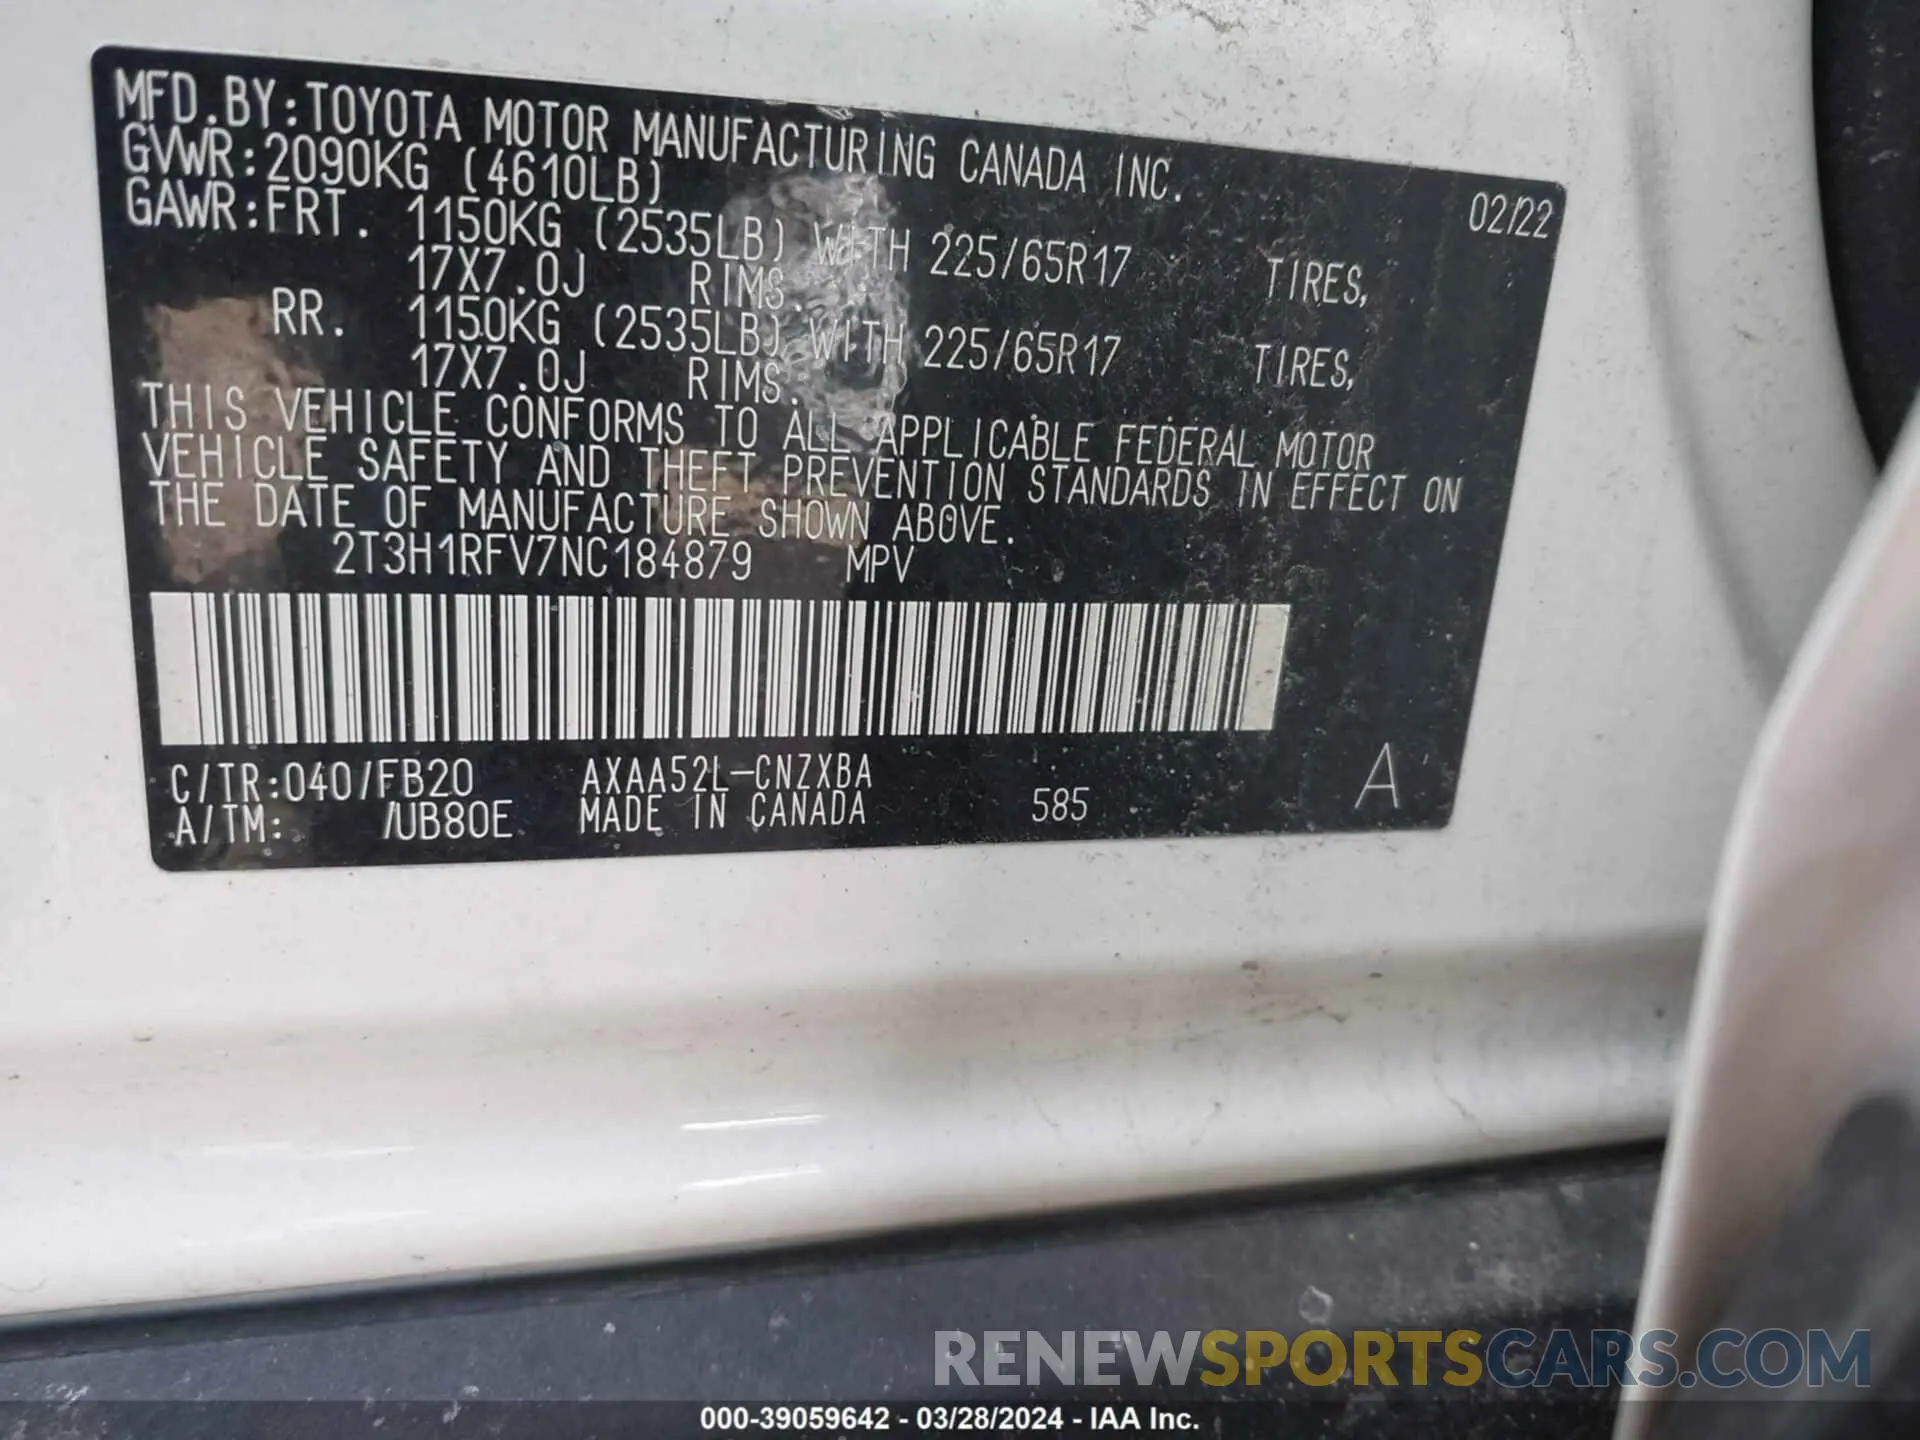 MFD.BY:TOYOTA MOTOR MANUFACTURING CANADA INC.
02/22
GVWR:2090KG (4610LB)
GAWR:FRT. 1150KG (2535LB) WITH 225/65R17 TIRES,
17X7.0J RIMS.
RR. 1150KG (2535LB) WITH 225/65R17 TIRES,
17X7.0J RIMS.
THIS VEHICLE CONFORMS TO ALL APPLICABLE FEDERAL MOTOR
VEHICLE SAFETY AND THEFT PREVENTION STANDARDS IN EFFECT ON
THE DATE OF MANUFACTURE SHOWN ABOVE.
2T3H1RFV7NC184879 MPV
C/TR:040/FB20 AXAA52L-CNZXBA
A/TM: /UB80E MADE IN CANADA 585 A
RENEWSPORTSCARS.COM
000-39059642 - 03/28/2024 - IAA Inc.